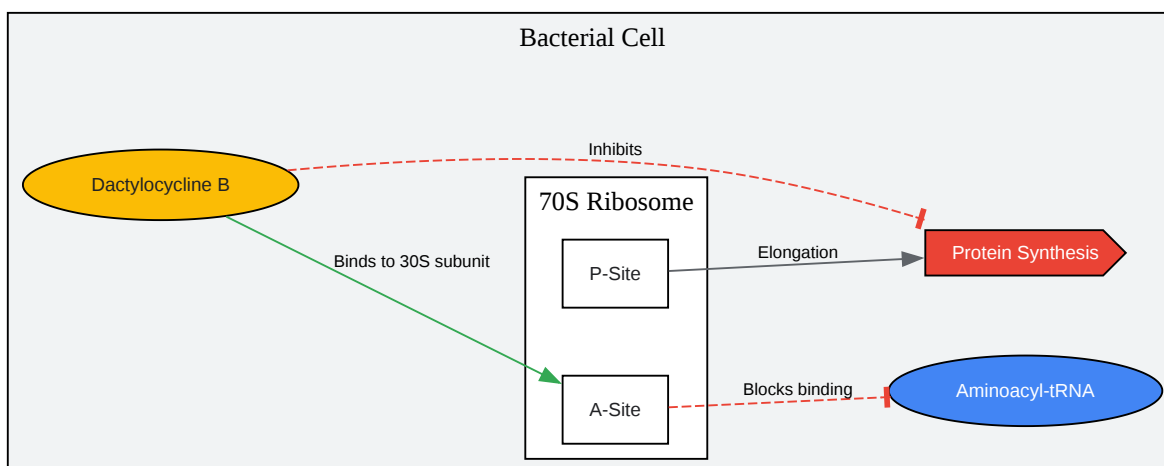 Bacterial Cell
Inhibits
Dactylocycline B
70S Ribosome
Binds to 30S subunit
P-Site
Elongation
Protein Synthesis
A-Site
Blocks binding
Aminoacyl-tRNA